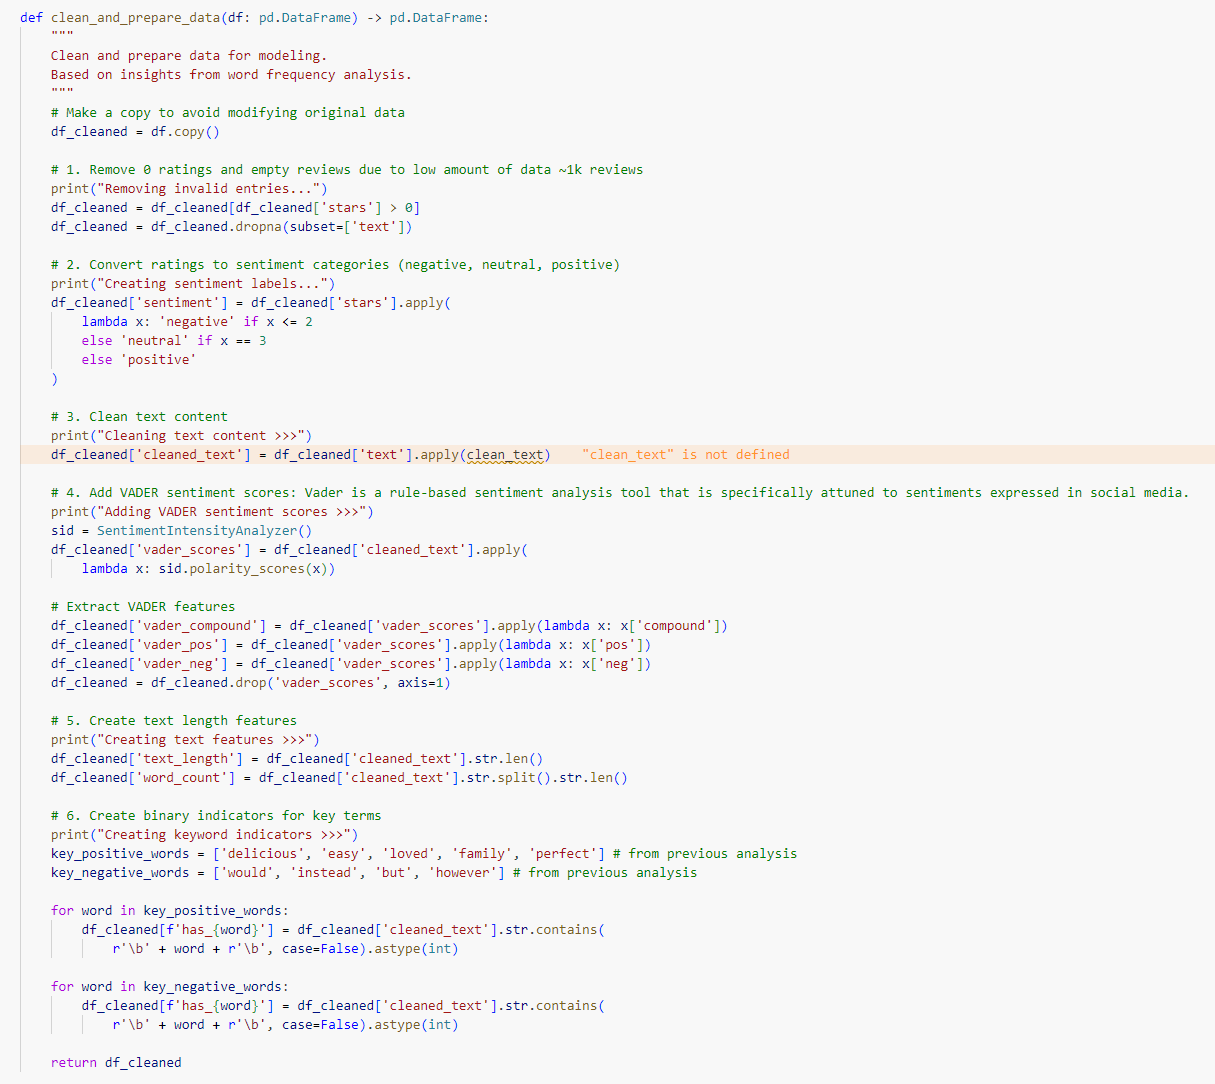 def clean_and_prepare_data(df: pd.DataFrame) -> pd.DataFrame:
    """
    Clean and prepare data for modeling.
    Based on insights from word frequency analysis.
    """
    # Make a copy to avoid modifying original data
    df_cleaned = df.copy()

    # 1. Remove 0 ratings and empty reviews due to low amount of data ~1k reviews
    print("Removing invalid entries...")
    df_cleaned = df_cleaned[df_cleaned['stars'] > 0]
    df_cleaned = df_cleaned.dropna(subset=['text'])

    # 2. Convert ratings to sentiment categories (negative, neutral, positive)
    print("Creating sentiment labels...")
    df_cleaned['sentiment'] = df_cleaned['stars'].apply(
        lambda x: 'negative' if x <= 2
        else 'neutral' if x == 3
        else 'positive'
    )

    # 3. Clean text content
    print("Cleaning text content >>>")
    df_cleaned['cleaned_text'] = df_cleaned['text'].apply(clean_text)    "clean_text" is not defined

    # 4. Add VADER sentiment scores: Vader is a rule-based sentiment analysis tool that is specifically attuned to sentiments expressed in social media.
    print("Adding VADER sentiment scores >>>")
    sid = SentimentIntensityAnalyzer()
    df_cleaned['vader_scores'] = df_cleaned['cleaned_text'].apply(
        lambda x: sid.polarity_scores(x))

    # Extract VADER features
    df_cleaned['vader_compound'] = df_cleaned['vader_scores'].apply(lambda x: x['compound'])
    df_cleaned['vader_pos'] = df_cleaned['vader_scores'].apply(lambda x: x['pos'])
    df_cleaned['vader_neg'] = df_cleaned['vader_scores'].apply(lambda x: x['neg'])
    df_cleaned = df_cleaned.drop('vader_scores', axis=1)

    # 5. Create text length features
    print("Creating text features >>>")
    df_cleaned['text_length'] = df_cleaned['cleaned_text'].str.len()
    df_cleaned['word_count'] = df_cleaned['cleaned_text'].str.split().str.len()

    # 6. Create binary indicators for key terms
    print("Creating keyword indicators >>>")
    key_positive_words = ['delicious', 'easy', 'loved', 'family', 'perfect'] # from previous analysis
    key_negative_words = ['would', 'instead', 'but', 'however'] # from previous analysis

    for word in key_positive_words:
        df_cleaned[f'has_{word}'] = df_cleaned['cleaned_text'].str.contains(
            r'\b' + word + r'\b', case=False).astype(int)

    for word in key_negative_words:
        df_cleaned[f'has_{word}'] = df_cleaned['cleaned_text'].str.contains(
            r'\b' + word + r'\b', case=False).astype(int)

    return df_cleaned